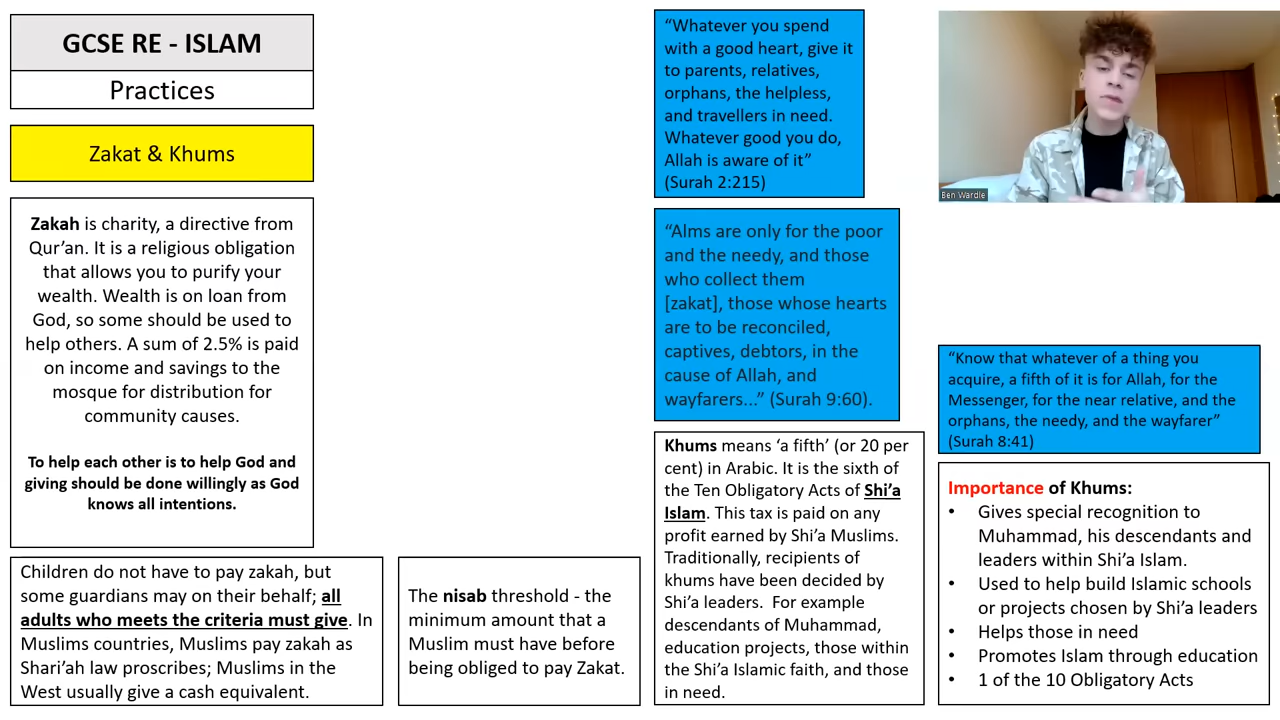 GCSE RE - ISLAM
Practices
Zakat & Khums
Zakah is charity, a directive from
Qur’an. It is a religious obligation
that allows you to purify your
wealth. Wealth is on loan from
God, so some should be used to
help others. A sum of 2.5% is paid
on income and savings to the
mosque for distribution for
community causes.
To help each other is to help God and
giving should be done willingly as God
knows all intentions.
Children do not have to pay zakah, but
some guardians may on their behalf; all
adults who meets the criteria must give. In
Muslims countries, Muslims pay zakah as
Shari’ah law proscribes; Muslims in the
West usually give a cash equivalent.
The nisab threshold - the
minimum amount that a
Muslim must have before
being obliged to pay Zakat.
“Whatever you spend
with a good heart, give it
to parents, relatives,
orphans, the helpless,
and travellers in need.
Whatever good you do,
Allah is aware of it”
(Surah 2:215)
“Alms are only for the poor
and the needy, and those
who collect them
[zakat], those whose hearts
are to be reconciled,
captives, debtors, in the
cause of Allah, and
wayfarers...” (Surah 9:60).
Khums means ‘a fifth’ (or 20 per
cent) in Arabic. It is the sixth of
the Ten Obligatory Acts of Shi’a
Islam. This tax is paid on any
profit earned by Shi’a Muslims.
Traditionally, recipients of
khums have been decided by
Shi’a leaders.  For example
descendants of Muhammad,
education projects, those within
the Shi’a Islamic faith, and those
in need.
Ben Wardle
“Know that whatever of a thing you
acquire, a fifth of it is for Allah, for the
Messenger, for the near relative, and the
orphans, the needy, and the wayfarer”
(Surah 8:41)
Importance of Khums:
• Gives special recognition to
Muhammad, his descendants and
leaders within Shi’a Islam.
• Used to help build Islamic schools
or projects chosen by Shi’a leaders
• Helps those in need
• Promotes Islam through education
• 1 of the 10 Obligatory Acts